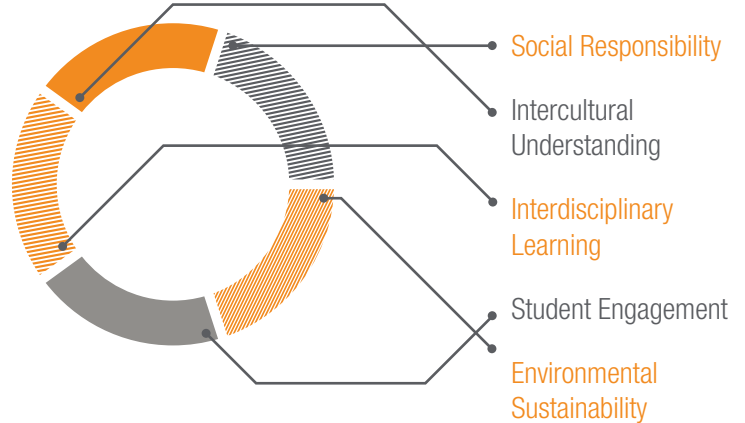 Social Responsibility
Intercultural
Understanding
Interdisciplinary
Learning
Student Engagement
Environmental
Sustainability